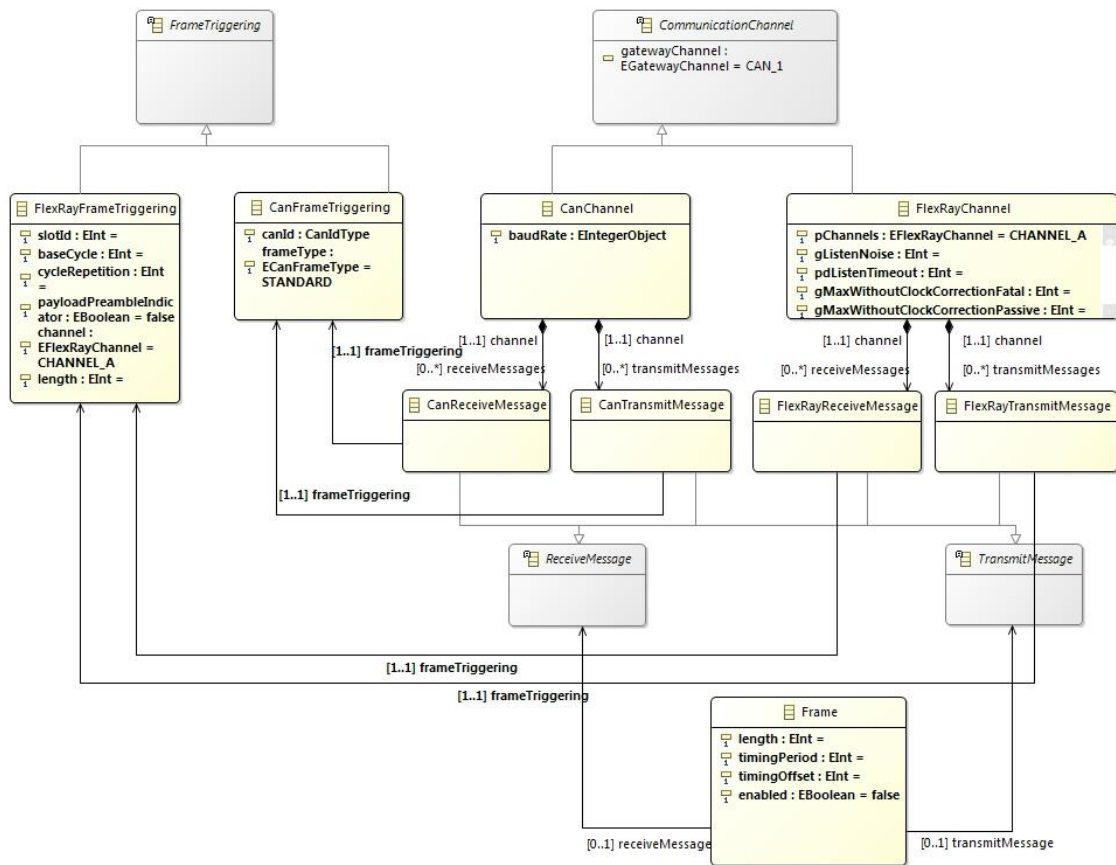 FrameTriggering
CommunicationChannel
gatewayChannel :
EGatewayChannel = CAN_1
FlexRayFrameTriggering
slotId : EInt =
baseCycle : EInt =
cycleRepetition : EInt
=
payloadPreambleIndic
ator : EBoolean = false
channel :
EFlexRayChannel =
CHANNEL_A
length : EInt =
CanFrameTriggering
canId : CanIdType
frameType :
ECanFrameType =
STANDARD
CanChannel
baudRate : EIntegerObject
FlexRayChannel
pChannels : EFlexRayChannel = CHANNEL_A
gListenNoise : EInt =
pdListenTimeout : EInt =
gMaxWithoutClockCorrectionFatal : EInt =
gMaxWithoutClockCorrectionPassive : EInt =
[1..1] channel
[1..1] channel
[1..1] channel
[1..1] channel
[1..1] frameTriggering
[0..*] receiveMessages
[0..*] transmitMessages
[0..*] receiveMessages
[0..*] transmitMessages
CanReceiveMessage
CanTransmitMessage
FlexRayReceiveMessage
FlexRayTransmitMessage
[1..1] frameTriggering
ReceiveMessage
TransmitMessage
[1..1] frameTriggering
[1..1] frameTriggering
Frame
length : EInt =
timingPeriod : EInt =
timingOffset : EInt =
enabled : EBoolean = false
[0..1] receiveMessage
[0..1] transmitMessage